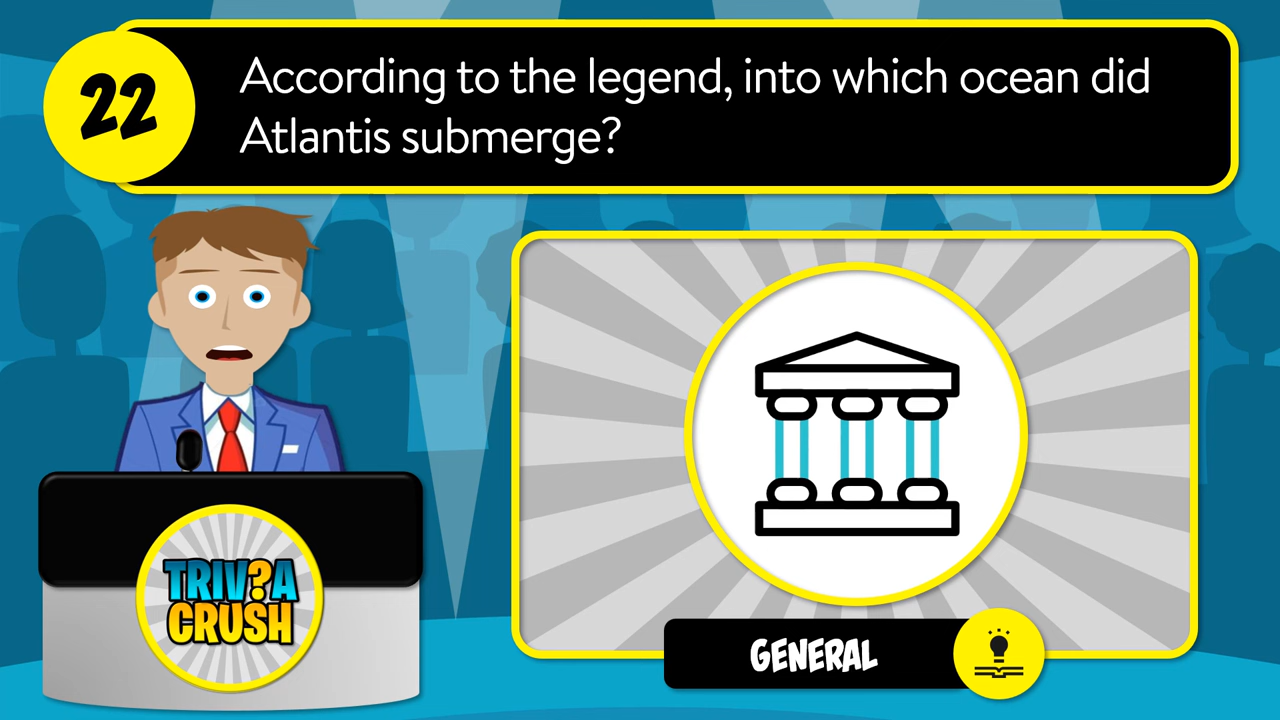 22
According to the legend, into which ocean did
Atlantis submerge?
TRIV?A
CRUSH
GENERAL